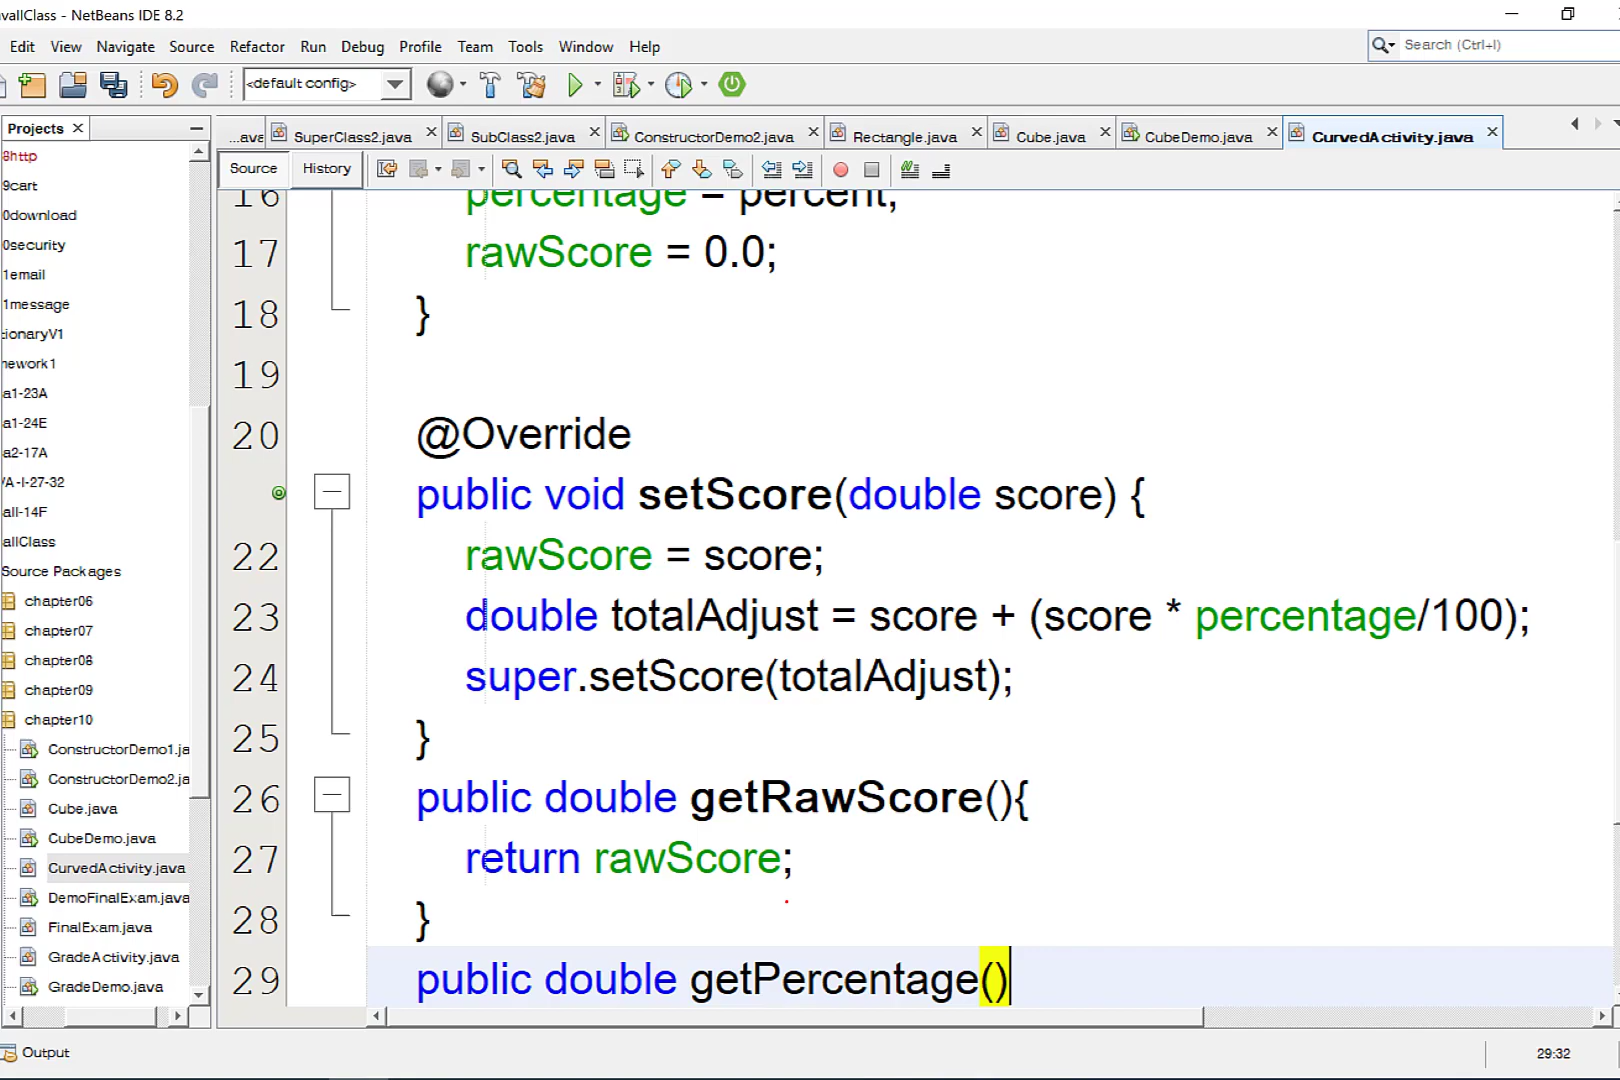 avallClass - NetBeans IDE 8.2
Edit View Navigate Source Refactor Run Debug Profile Team Tools Window Help
Search (Ctrl+I)
<default config>
Projects
...ava SuperClass2.java SubClass2.java ConstructorDemo2.java Rectangle.java Cube.java CubeDemo.java CurvedActivity.java
Source History
8http
9cart
0download
0security
1email
1message
tionaryV1
nework1
a1-23A
a1-24E
a2-17A
/A-I-27-32
all-14F
allClass
Source Packages
chapter06
chapter07
chapter08
chapter09
chapter10
ConstructorDemo1.ja
ConstructorDemo2.ja
Cube.java
CubeDemo.java
CurvedActivity.java
DemoFinalExam.java
FinalExam.java
GradeActivity.java
GradeDemo.java
16 percentage = percent;
17 rawScore = 0.0;
18 }
19
20 @Override
public void setScore(double score) {
22 rawScore = score;
23 double totalAdjust = score + (score * percentage/100);
24 super.setScore(totalAdjust);
25 }
26 public double getRawScore(){
27 return rawScore;
28 }
29 public double getPercentage()
Output
29:32